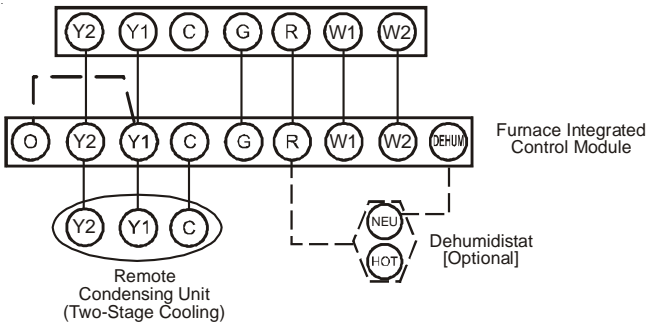 Y2 Y1 C G R W1 W2
O Y2 Y1 C G R W1 W2 DEHUM
Furnace Integrated
Control Module
Y2 Y1 C
NEU
HOT
Dehumidistat
[Optional]
Remote
Condensing Unit
(Two-Stage Cooling)